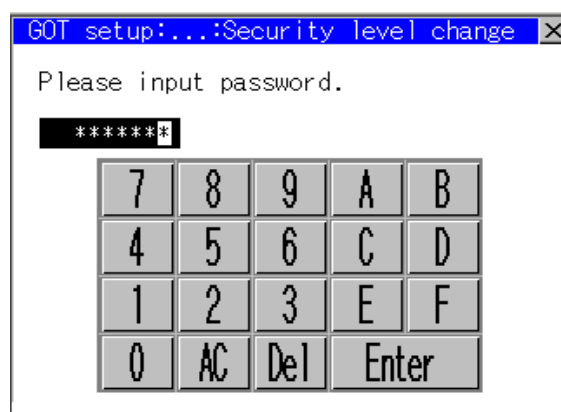 GOT setup:...:Security level change ×
Please input password.
*******
7 8 9 A B
4 5 6 C D
1 2 3 E F
0 AC Del Enter